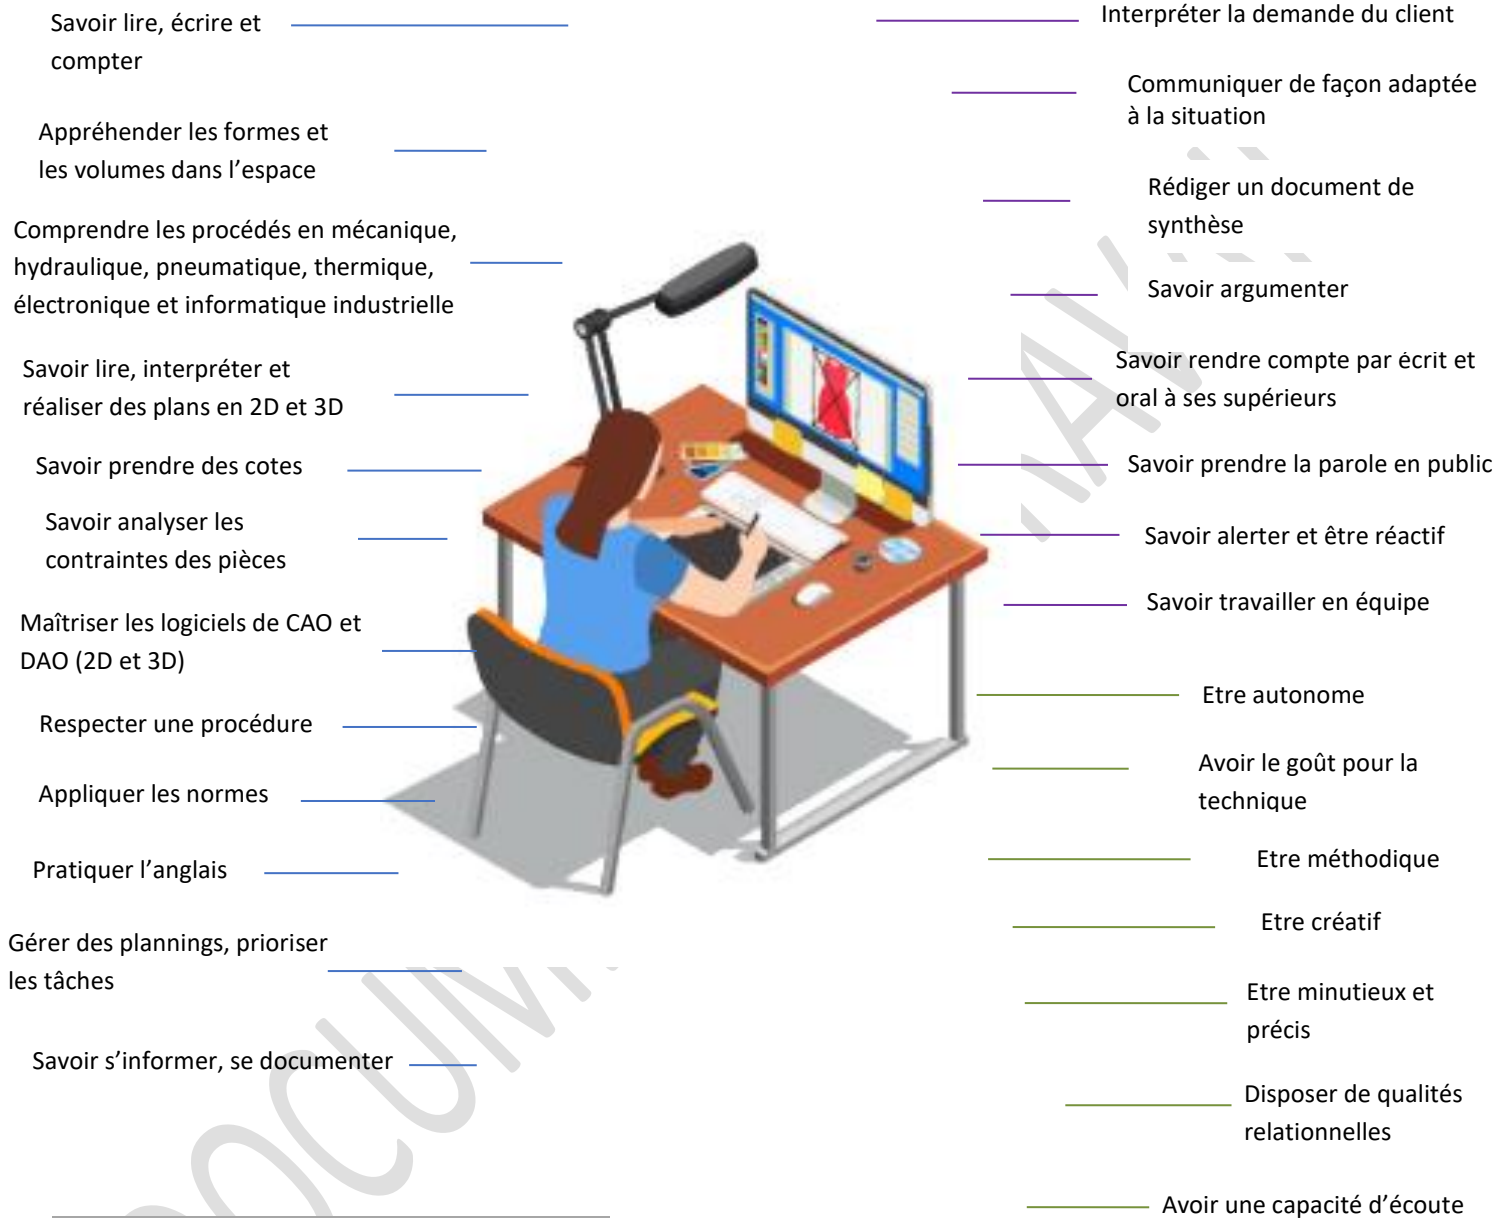 Savoir lire, écrire et
compter
Appréhender les formes et
les volumes dans l’espace
Comprendre les procédés en mécanique,
hydraulique, pneumatique, thermique,
électronique et informatique industrielle
Savoir lire, interpréter et
réaliser des plans en 2D et 3D
Savoir prendre des cotes
Savoir analyser les
contraintes des pièces
Maîtriser les logiciels de CAO et
DAO (2D et 3D)
Respecter une procédure
Appliquer les normes
Pratiquer l’anglais
Gérer des plannings, prioriser
les tâches
Savoir s’informer, se documenter
Interpréter la demande du client
Communiquer de façon adaptée
à la situation
Rédiger un document de
synthèse
Savoir argumenter
Savoir rendre compte par écrit et
oral à ses supérieurs
Savoir prendre la parole en public
Savoir alerter et être réactif
Savoir travailler en équipe
Etre autonome
Avoir le goût pour la
technique
Etre méthodique
Etre créatif
Etre minutieux et
précis
Disposer de qualités
relationnelles
Avoir une capacité d’écoute